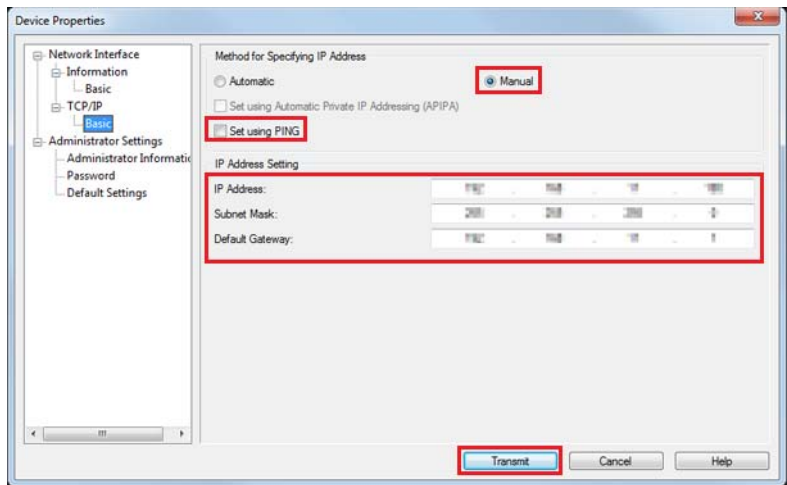 Device Properties
Network Interface
Information
Basic
TCP/IP
Basic
Administrator Settings
Administrator Informatic
Password
Default Settings
Method for Specifying IP Address
Automatic
Manual
Set using Automatic Private IP Addressing (APIPA)
Set using PING
IP Address Setting
IP Address:
Subnet Mask:
Default Gateway:
Transmit
Cancel
Help